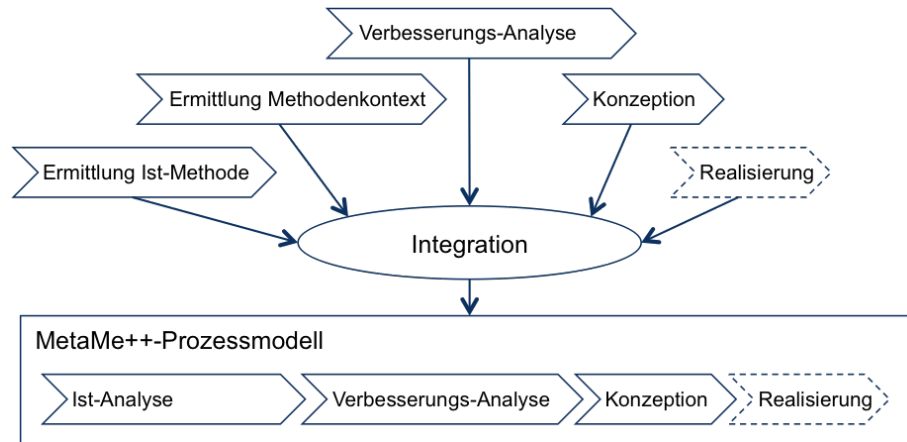 Verbesserungs-Analyse
Ermittlung Methodenkontext
Konzeption
Ermittlung Ist-Methode
Realisierung
Integration
MetaMe++-Prozessmodell
Ist-Analyse
Verbesserungs-Analyse
Konzeption
Realisierung